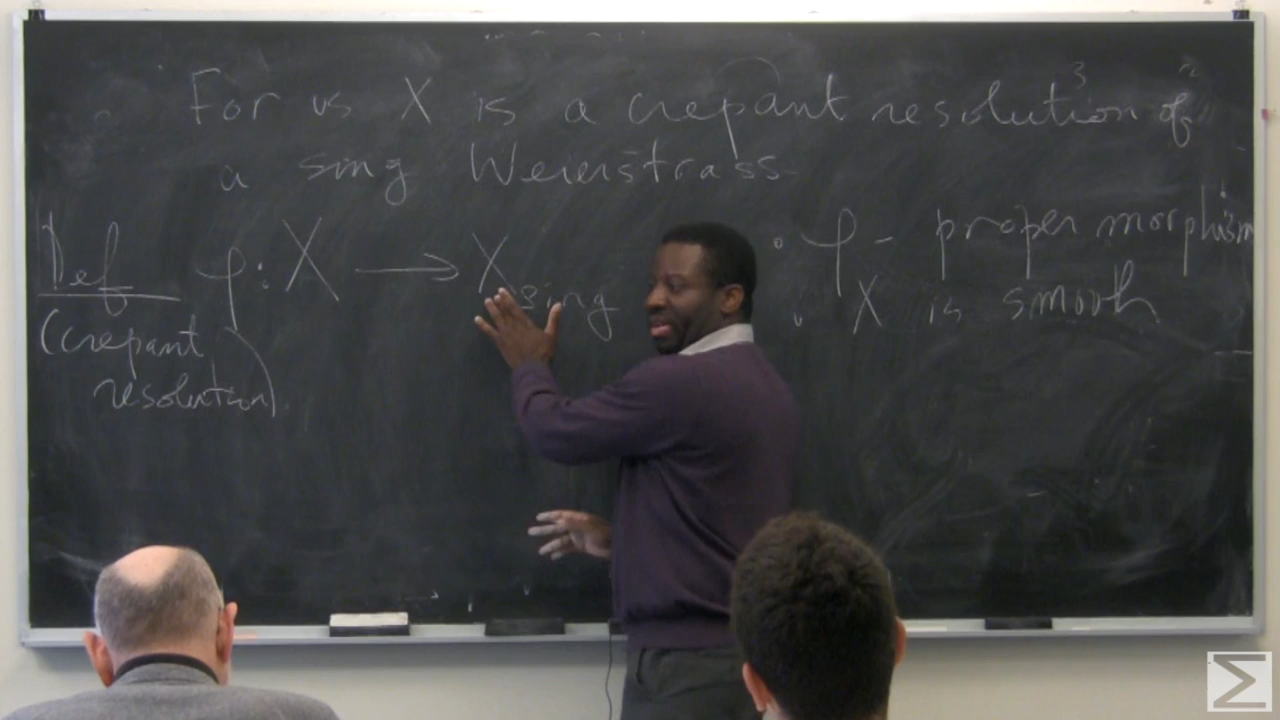 For us X is a crepant resolution of
a sing Weierstrass
Def φ: X → X sing
(crepant
resolution)
∘ φ - proper morphism
∘ X is smooth
Σ